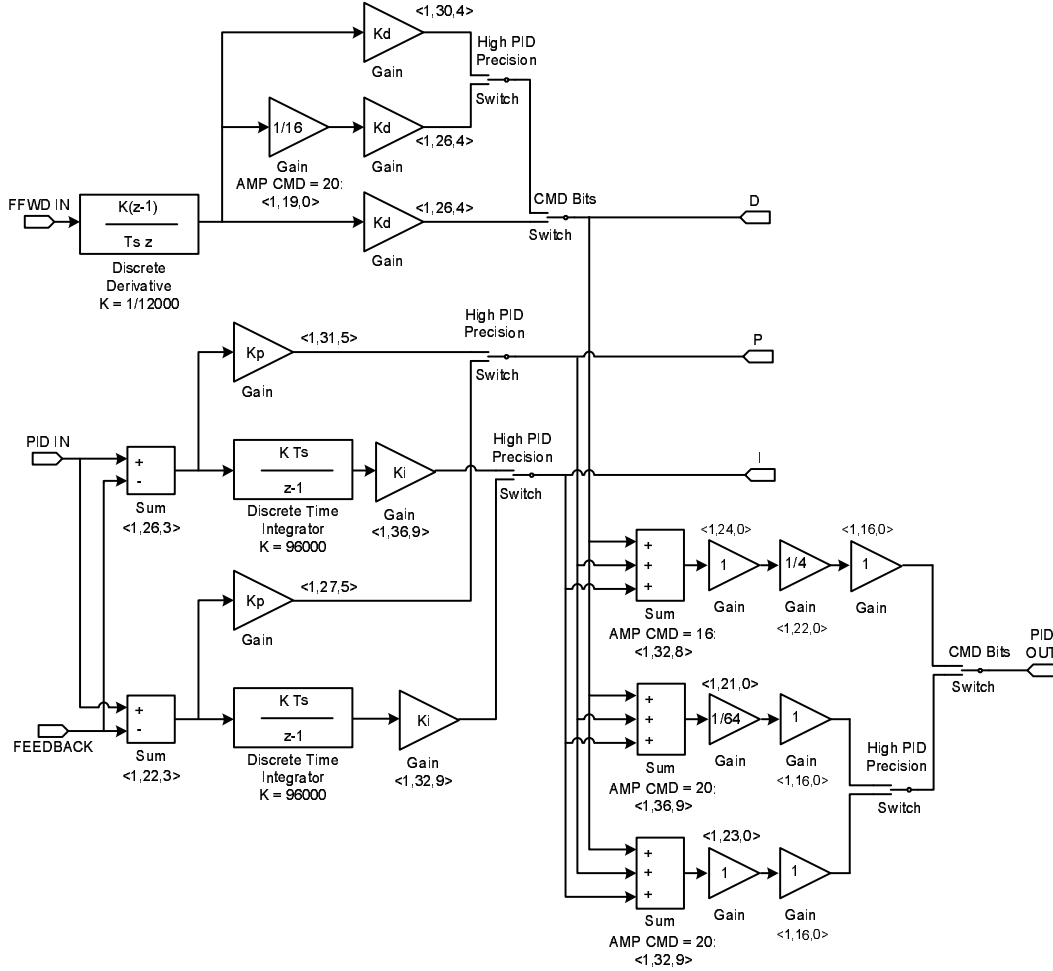 <1,30,4>
Kd
Gain
High PID
Precision
Switch
1/16
Gain
AMP CMD = 20:
<1,19,0>
Kd
<1,26,4>
Gain
FFWD IN
K(z-1)
Ts z
Discrete
Derivative
K = 1/12000
Kd
<1,26,4>
Gain
CMD Bits
Switch
D
Kp
<1,31,5>
Gain
High PID
Precision
Switch
P
PID IN
+
-
Sum
<1,26,3>
K Ts
z-1
Discrete Time
Integrator
K = 96000
Ki
Gain
<1,36,9>
High PID
Precision
Switch
I
Kp
<1,27,5>
Gain
FEEDBACK
+
-
Sum
<1,22,3>
K Ts
z-1
Discrete Time
Integrator
K = 96000
Ki
Gain
<1,32,9>
+
+
+
Sum
AMP CMD = 16:
<1,32,8>
<1,24,0>
1
Gain
1/4
Gain
<1,22,0>
<1,16,0>
1
Gain
+
+
+
Sum
AMP CMD = 20:
<1,36,9>
<1,21,0>
1/64
Gain
1
Gain
<1,16,0>
High PID
Precision
Switch
CMD Bits
Switch
PID
OUT
+
+
+
Sum
AMP CMD = 20:
<1,32,9>
<1,23,0>
1
Gain
1
Gain
<1,16,0>